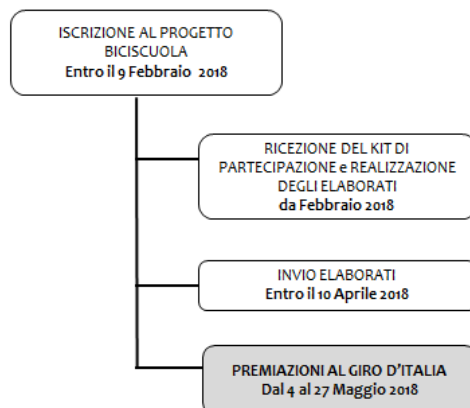 ISCRIZIONE AL PROGETTO
BICISCUOLA
Entro il 9 Febbraio 2018
RICEZIONE DEL KIT DI
PARTECIPAZIONE e REALIZZAZIONE
DEGLI ELABORATI
da Febbraio 2018
INVIO ELABORATI
Entro il 10 Aprile 2018
PREMIAZIONI AL GIRO D'ITALIA
Dal 4 al 27 Maggio 2018